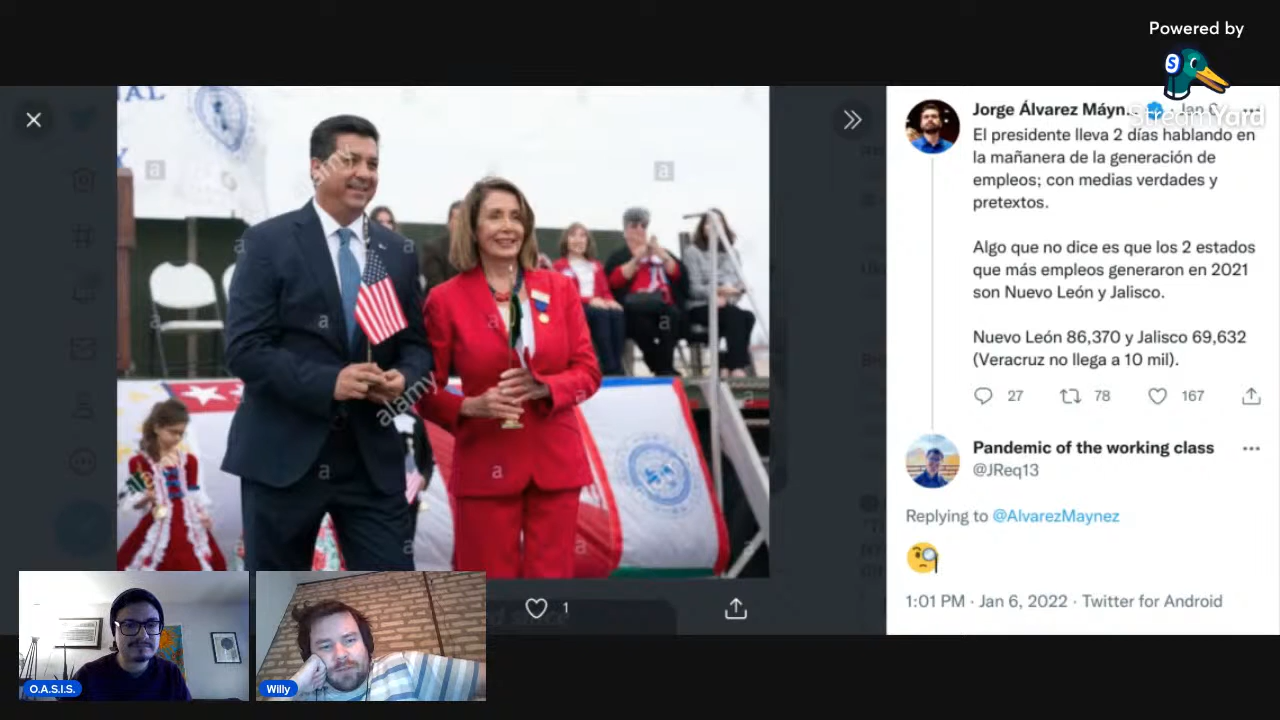 Powered by
StreamYard
Jorge Álvarez Máyn...
El presidente lleva 2 días hablando en
la mañanera de la generación de
empleos; con medias verdades y
pretextos.
Algo que no dice es que los 2 estados
que más empleos generaron en 2021
son Nuevo León y Jalisco.
Nuevo León 86,370 y Jalisco 69,632
(Veracruz no llega a 10 mil).
27
78
167
Pandemic of the working class
@JReq13
Replying to @AlvarezMaynez
1:01 PM · Jan 6, 2022 · Twitter for Android
alamy
alamy
a
1
O.A.S.I.S.
Willy